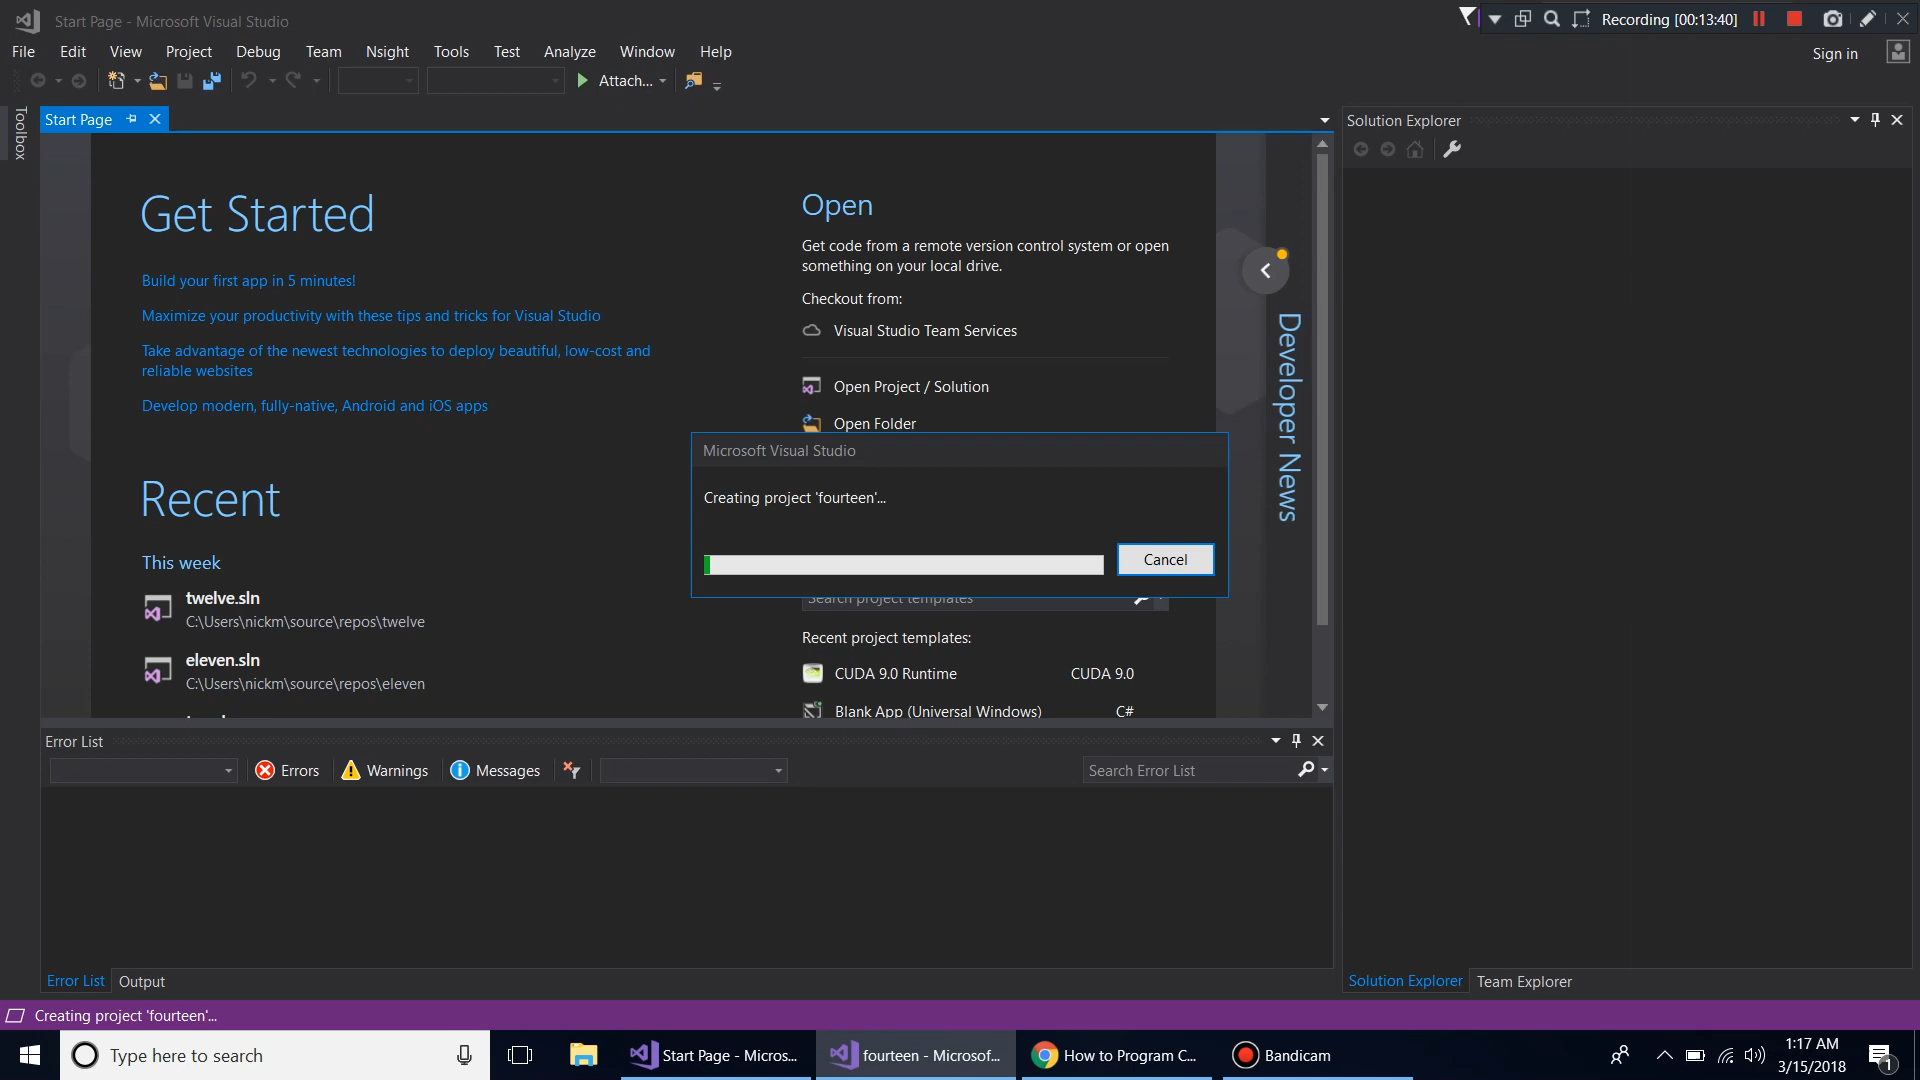 Start Page - Microsoft Visual Studio
Recording [00:13:40]
File Edit View Project Debug Team Nsight Tools Test Analyze Window Help
Sign in
Attach...
Toolbox
Start Page
Solution Explorer
Get Started
Build your first app in 5 minutes!
Maximize your productivity with these tips and tricks for Visual Studio
Take advantage of the newest technologies to deploy beautiful, low-cost and
reliable websites
Develop modern, fully-native, Android and iOS apps
Recent
This week
twelve.sln
C:\Users\nickm\source\repos\twelve
eleven.sln
C:\Users\nickm\source\repos\eleven
Open
Get code from a remote version control system or open
something on your local drive.
Checkout from:
Visual Studio Team Services
Open Project / Solution
Open Folder
Microsoft Visual Studio
Creating project 'fourteen'...
Cancel
Search project templates
Recent project templates:
CUDA 9.0 Runtime CUDA 9.0
Blank App (Universal Windows) C#
Developer News
Error List
Errors Warnings Messages
Search Error List
Error List Output
Solution Explorer Team Explorer
Creating project 'fourteen'...
Type here to search
Start Page - Micros...
fourteen - Microsof...
How to Program C...
Bandicam
1:17 AM
3/15/2018
1